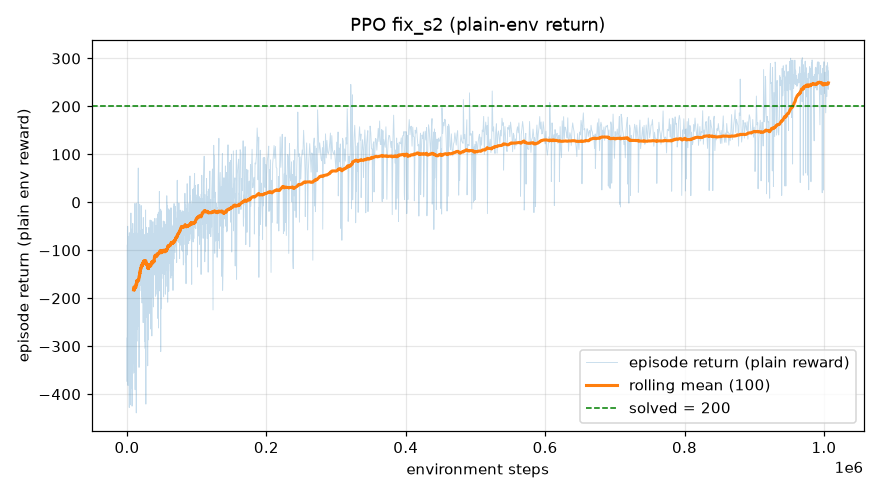 PPO fix_s2 (plain-env return)
episode return (plain env reward)
300
200
100
0
−100
−200
−300
−400
episode return (plain reward)
rolling mean (100)
solved = 200
0.0 0.2 0.4 0.6 0.8 1.0
1e6
environment steps